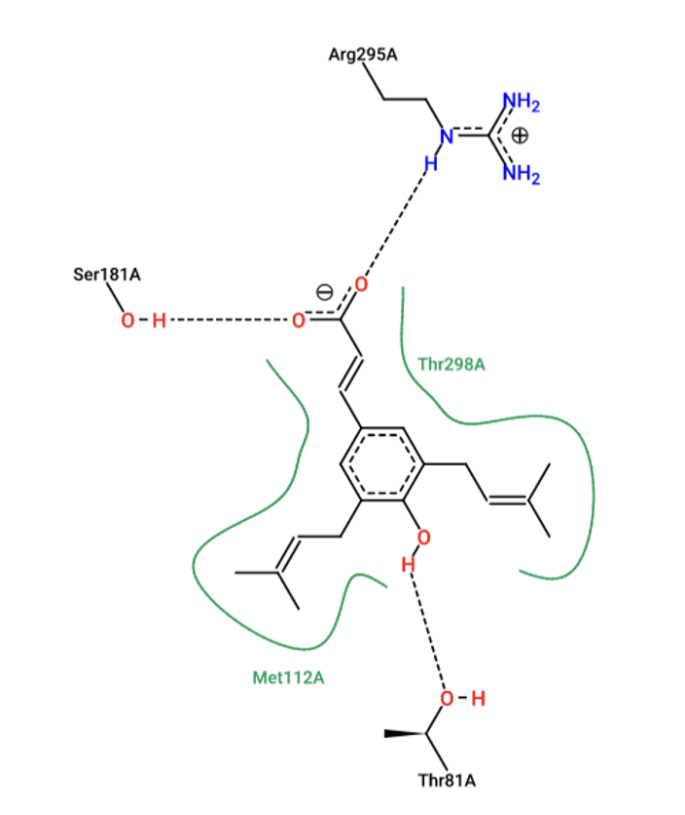 Arg295A
NH₂
N
⊕
H
NH₂
Ser181A
⊖
O
O-H
O
Thr298A
O
H
Met112A
O-H
Thr81A